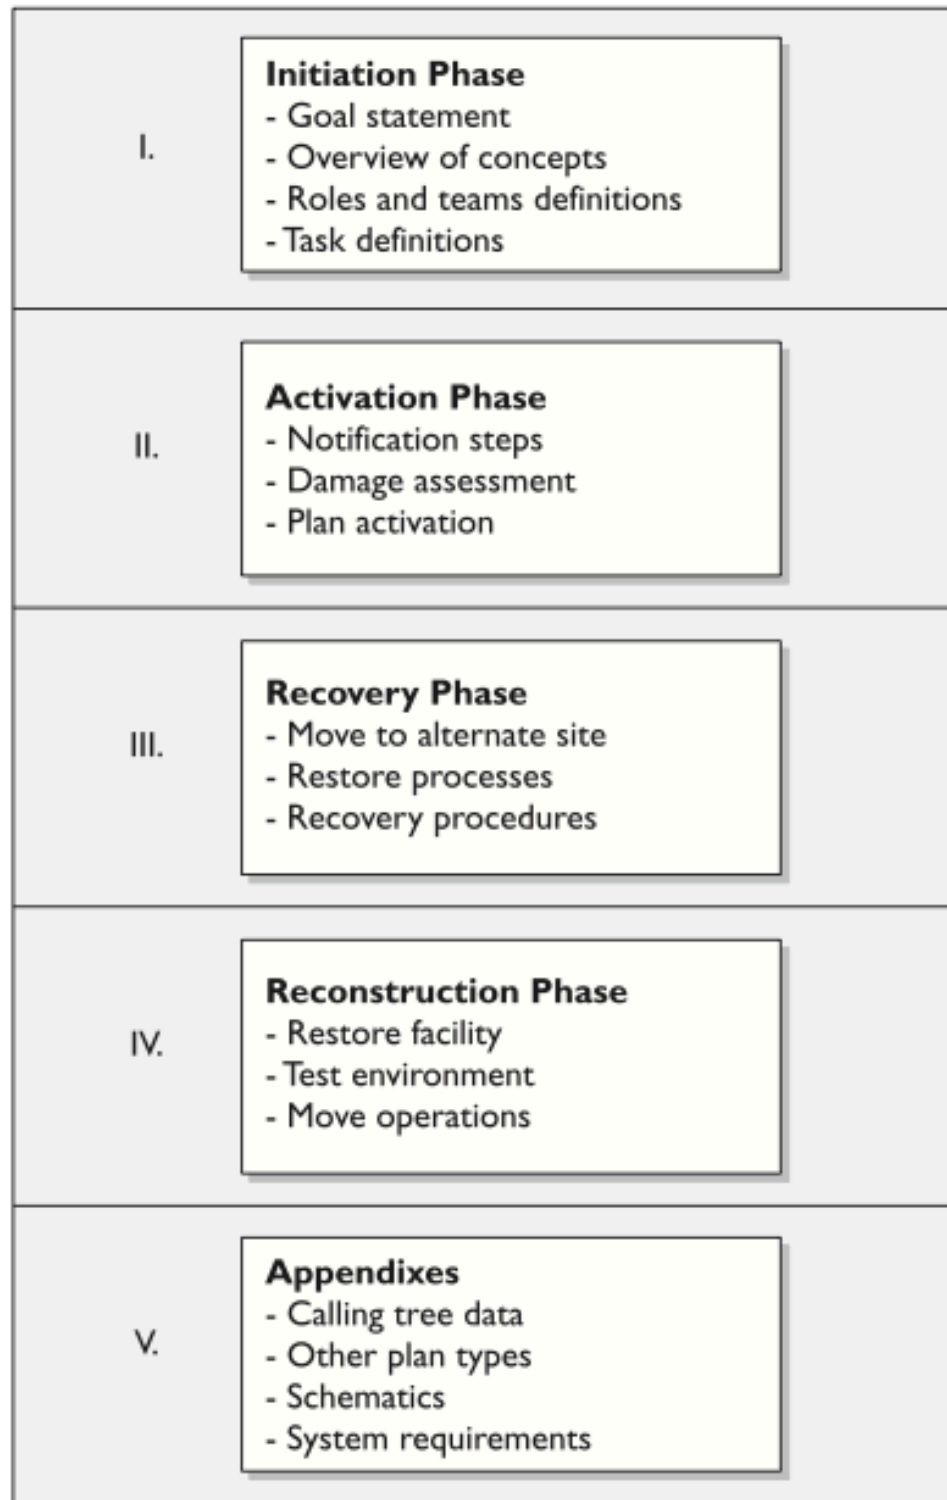 I.
Initiation Phase
- Goal statement
- Overview of concepts
- Roles and teams definitions
- Task definitions
II.
Activation Phase
- Notification steps
- Damage assessment
- Plan activation
III.
Recovery Phase
- Move to alternate site
- Restore processes
- Recovery procedures
IV.
Reconstruction Phase
- Restore facility
- Test environment
- Move operations
V.
Appendixes
- Calling tree data
- Other plan types
- Schematics
- System requirements